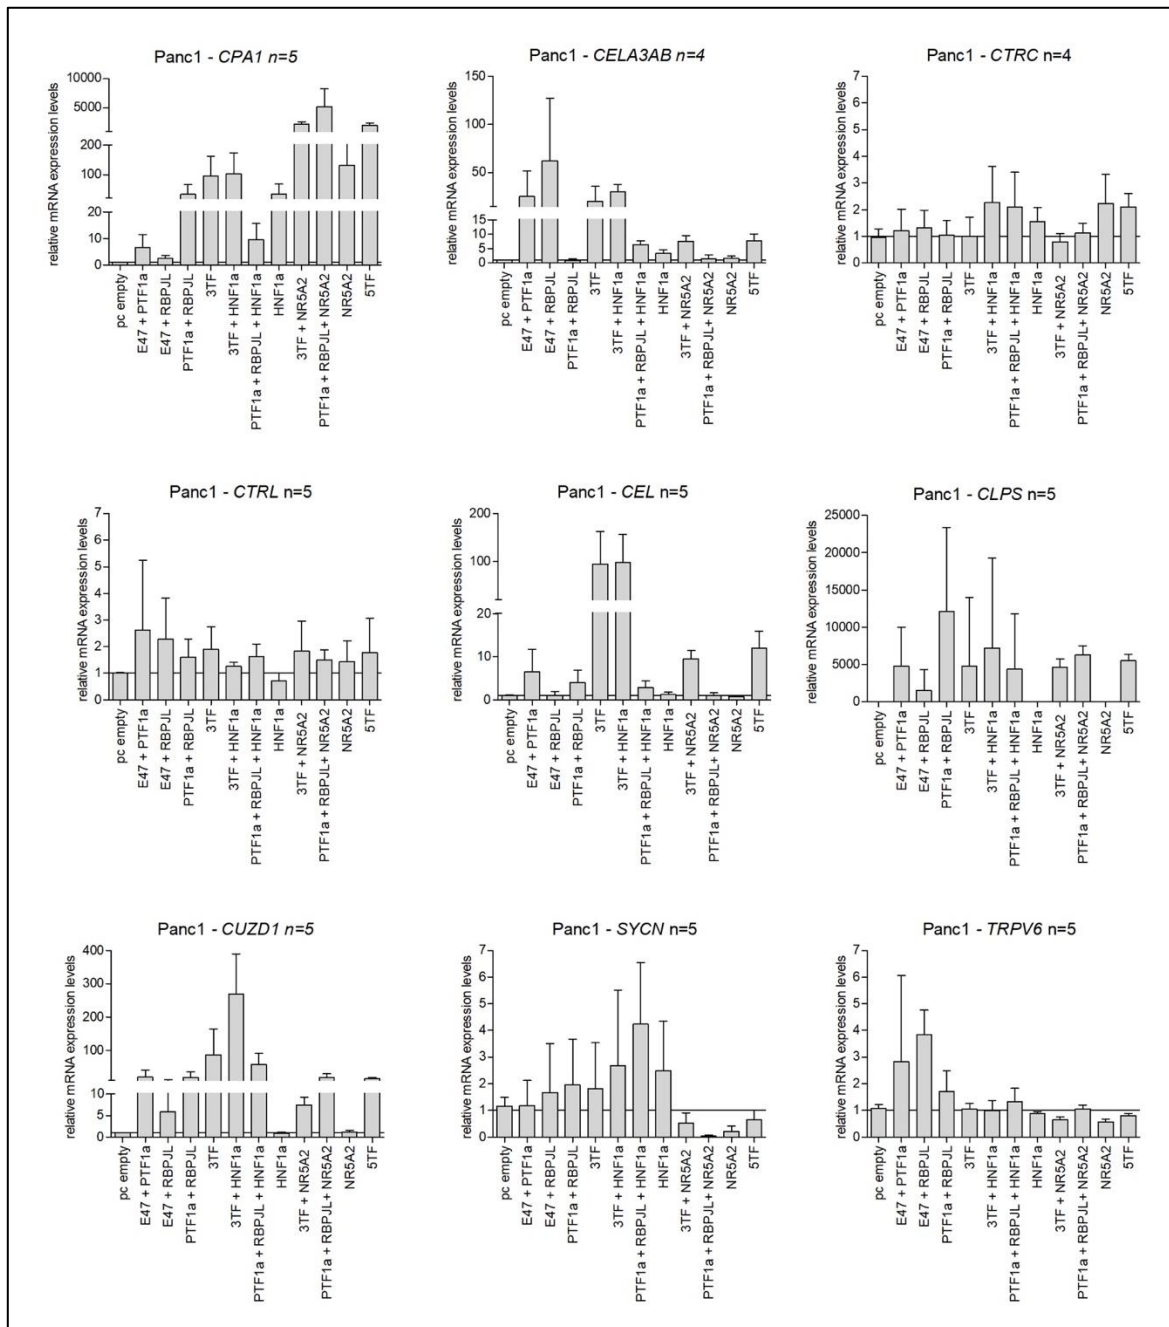 Panc1 - CPA1 n=5
relative mRNA expression levels
10000
5000
200
100
20
10
0
pc empty
E47 + PTF1a
E47 + RBPJL
PTF1a + RBPJL
3TF
3TF + HNF1a
PTF1a + RBPJL + HNF1a
HNF1a
3TF + NR5A2
PTF1a + RBPJL + NR5A2
NR5A2
5TF
Panc1 - CELA3AB n=4
relative mRNA expression levels
150
100
50
15
10
5
0
pc empty
E47 + PTF1a
E47 + RBPJL
PTF1a + RBPJL
3TF
3TF + HNF1a
PTF1a + RBPJL + HNF1a
HNF1a
3TF + NR5A2
PTF1a + RBPJL+ NR5A2
NR5A2
5TF
Panc1 - CTRC n=4
relative mRNA expression levels
7
6
5
4
3
2
1
0
pc empty
E47 + PTF1a
E47 + RBPJL
PTF1a + RBPJL
3TF
3TF + HNF1a
PTF1a + RBPJL + HNF1a
HNF1a
3TF + NR5A2
PTF1a + RBPJL+ NR5A2
NR5A2
5TF
Panc1 - CTRL n=5
relative mRNA expression levels
7
6
5
4
3
2
1
0
pc empty
E47 + PTF1a
E47 + RBPJL
PTF1a + RBPJL
3TF
3TF + HNF1a
PTF1a + RBPJL + HNF1a
HNF1a
3TF + NR5A2
PTF1a + RBPJL+ NR5A2
NR5A2
5TF
Panc1 - CEL n=5
relative mRNA expression levels
200
100
20
10
0
pc empty
E47 + PTF1a
E47 + RBPJL
PTF1a + RBPJL
3TF
3TF + HNF1a
PTF1a + RBPJL + HNF1a
HNF1a
3TF + NR5A2
PTF1a + RBPJL+ NR5A2
NR5A2
5TF
Panc1 - CLPS n=5
relative mRNA expression levels
25000
20000
15000
10000
5000
0
pc empty
E47 + PTF1a
E47 + RBPJL
PTF1a + RBPJL
3TF
3TF + HNF1a
PTF1a + RBPJL + HNF1a
HNF1a
3TF + NR5A2
PTF1a + RBPJL+ NR5A2
NR5A2
5TF
Panc1 - CUZD1 n=5
relative mRNA expression levels
400
300
200
100
10
5
0
pc empty
E47 + PTF1a
E47 + RBPJL
PTF1a + RBPJL
3TF
3TF + HNF1a
PTF1a + RBPJL + HNF1a
HNF1a
3TF + NR5A2
PTF1a + RBPJL+ NR5A2
NR5A2
5TF
Panc1 - SYCN n=5
relative mRNA expression levels
7
6
5
4
3
2
1
0
pc empty
E47 + PTF1a
E47 + RBPJL
PTF1a + RBPJL
3TF
3TF + HNF1a
PTF1a + RBPJL + HNF1a
HNF1a
3TF + NR5A2
PTF1a + RBPJL+ NR5A2
NR5A2
5TF
Panc1 - TRPV6 n=5
relative mRNA expression levels
7
6
5
4
3
2
1
0
pc empty
E47 + PTF1a
E47 + RBPJL
PTF1a + RBPJL
3TF
3TF + HNF1a
PTF1a + RBPJL + HNF1a
HNF1a
3TF + NR5A2
PTF1a + RBPJL+ NR5A2
NR5A2
5TF